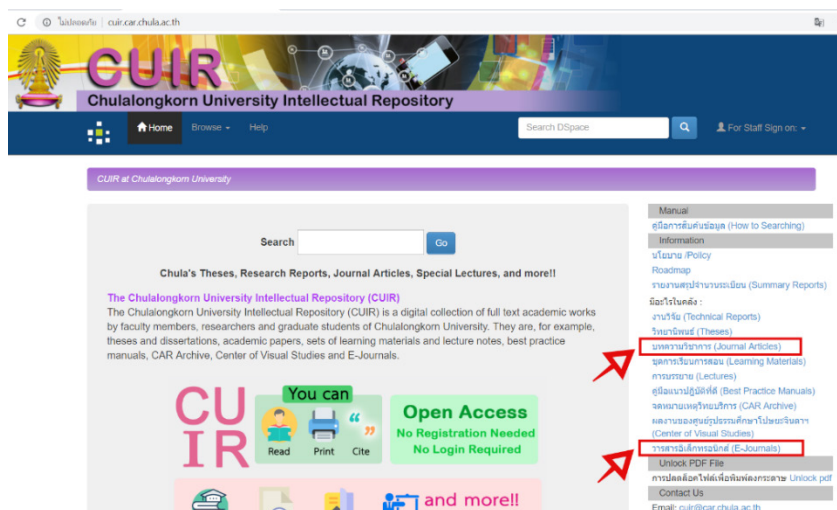 ไม่ปลอดภัย | cuir.car.chula.ac.th
CUIR
Chulalongkorn University Intellectual Repository
Home Browse Help Search DSpace For Staff Sign on:
CUIR at Chulalongkorn University
Search Go
Chula's Theses, Research Reports, Journal Articles, Special Lectures, and more!!
The Chulalongkorn University Intellectual Repository (CUIR)
The Chulalongkorn University Intellectual Repository (CUIR) is a digital collection of full text academic works
by faculty members, researchers and graduate students of Chulalongkorn University. They are, for example,
theses and dissertations, academic papers, sets of learning materials and lecture notes, best practice
manuals, CAR Archive, Center of Visual Studies and E-Journals.
CU
IR
You can
Read Print Cite
Open Access
No Registration Needed
No Login Required
and more!!
Manual
คู่มือการสืบค้นข้อมูล (How to Searching)
Information
นโยบาย /Policy
Roadmap
รายงานสรุปจำนวนระเบียน (Summary Reports)
มีอะไรในคลัง :
งานวิจัย (Technical Reports)
วิทยานิพนธ์ (Theses)
บทความวิชาการ (Journal Articles)
ชุดการเรียนการสอน (Learning Materials)
การบรรยาย (Lectures)
คู่มือแนวปฏิบัติที่ดี (Best Practice Manuals)
จดหมายเหตุวิทยบริการ (CAR Archive)
ผลงานของศูนย์รูปธรรมศึกษาโปษยะจินดาฯ
(Center of Visual Studies)
วารสารอิเล็กทรอนิกส์ (E-Journals)
Unlock PDF File
การปลดล็อคไฟล์เพื่อพิมพ์ลงกระดาษ Unlock pdf
Contact Us
Email: cuir@car.chula.ac.th